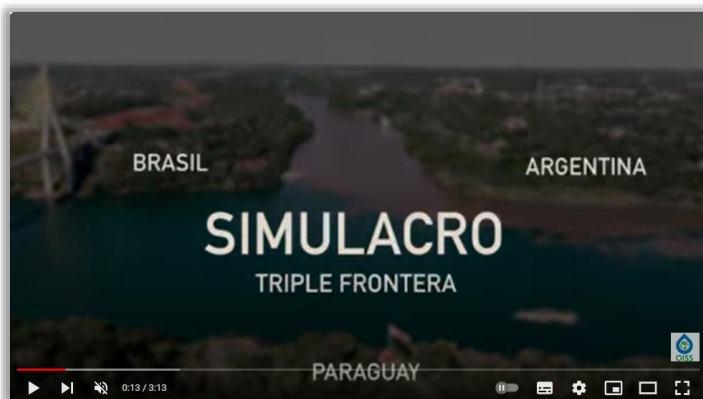 BRASIL
ARGENTINA
SIMULACRO
TRIPLE FRONTERA
OISS
PARAGUAY
0:13 / 3:13